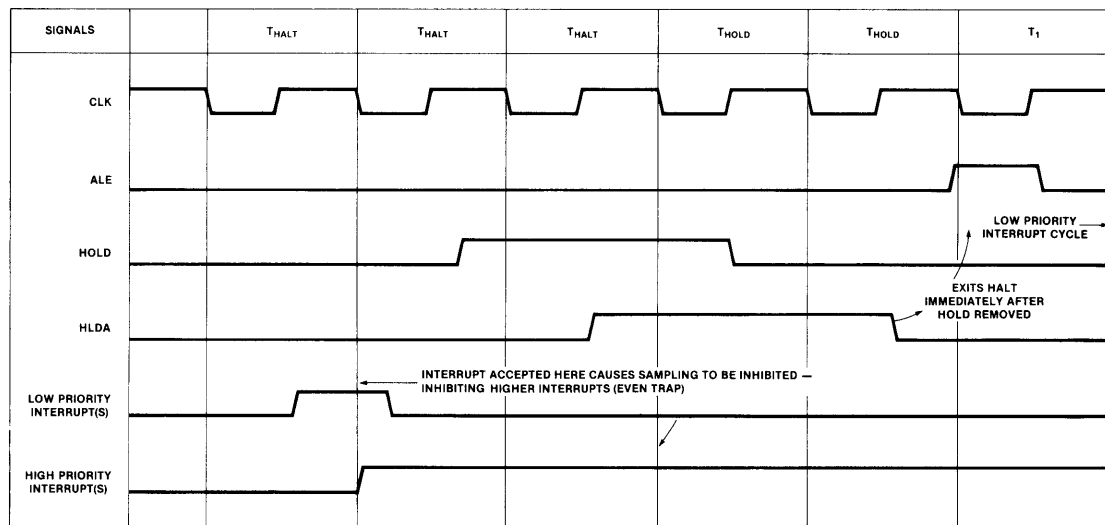 SIGNALS
THALT
THALT
THALT
THOLD
THOLD
T1
CLK
ALE
LOW PRIORITY
INTERRUPT CYCLE
HOLD
EXITS HALT
IMMEDIATELY AFTER
HOLD REMOVED
HLDA
INTERRUPT ACCEPTED HERE CAUSES SAMPLING TO BE INHIBITED —
INHIBITING HIGHER INTERRUPTS (EVEN TRAP)
LOW PRIORITY
INTERRUPT(S)
HIGH PRIORITY
INTERRUPT(S)